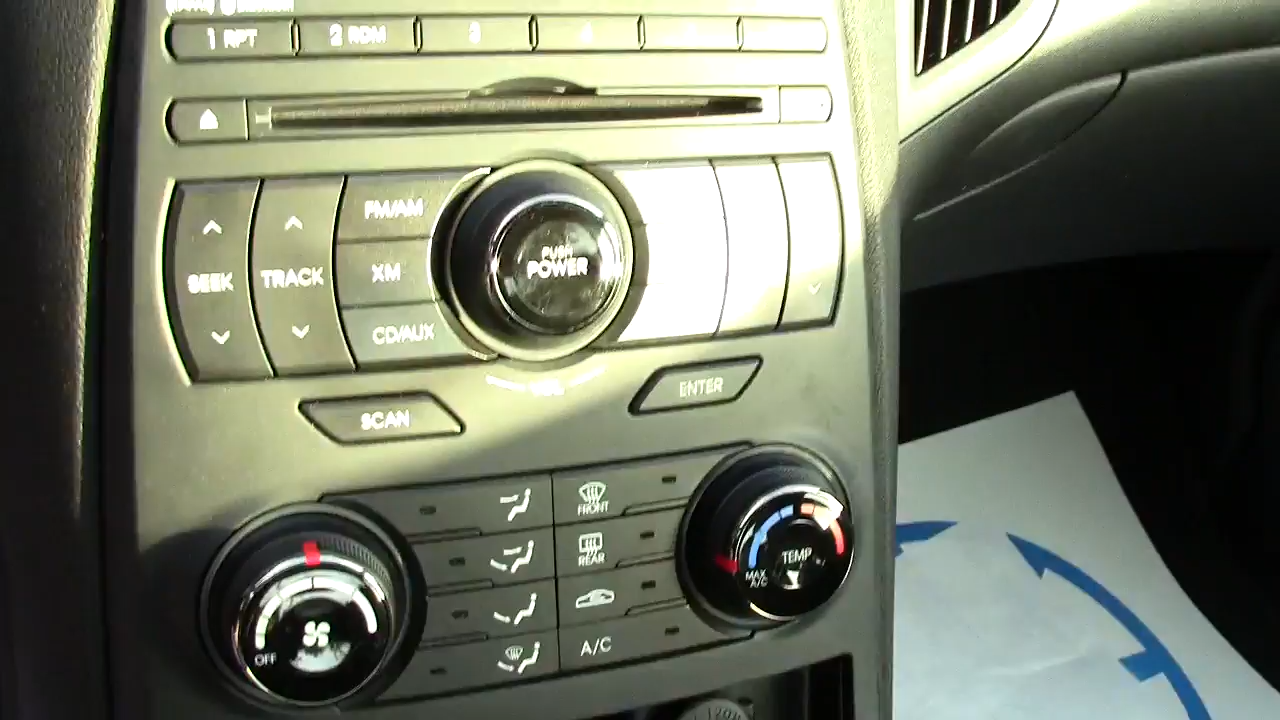 1 RPT
2 RDM
3
4
SEEK
TRACK
FM/AM
XM
CD/AUX
PUSH
POWER
SCAN
ENTER
FRONT
REAR
A/C
OFF
TEMP
MAX
A/C